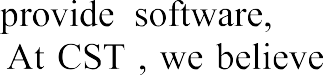 provide software,
At CST , we believe